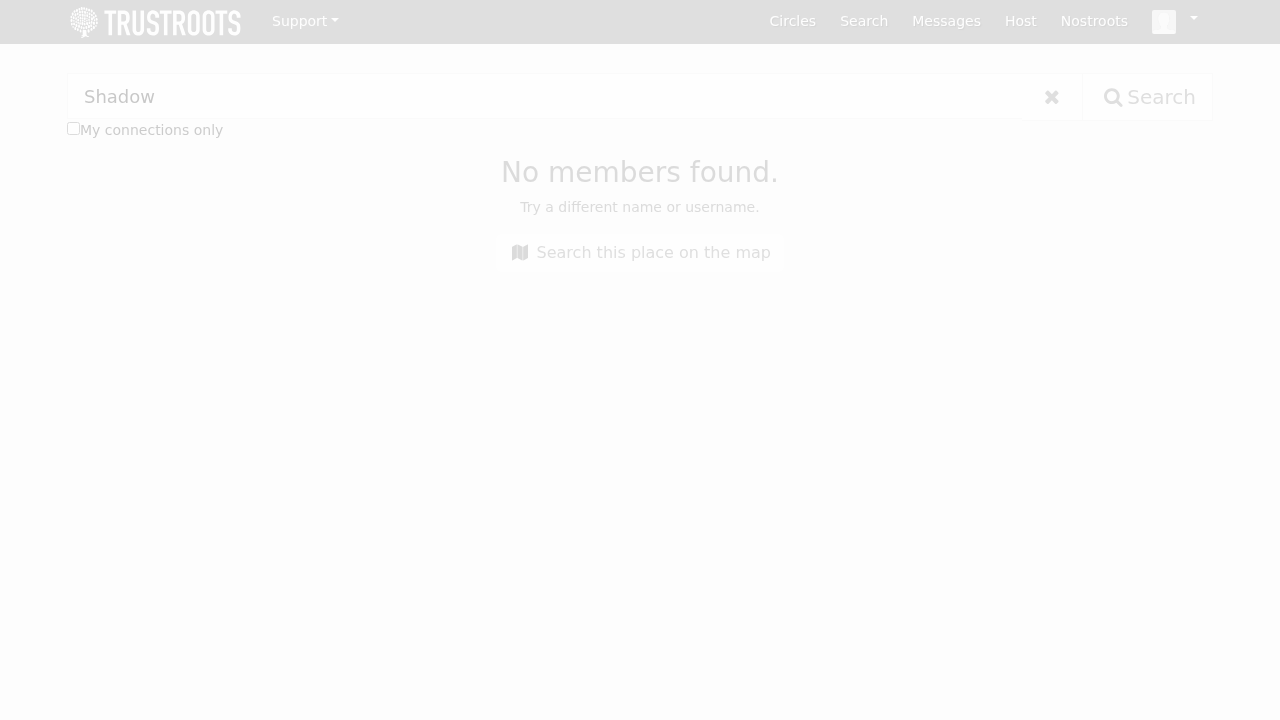 TRUSTROOTS Support Circles Search Messages Host Nostroots
Shadow Search
My connections only
No members found.
Try a different name or username.
Search this place on the map